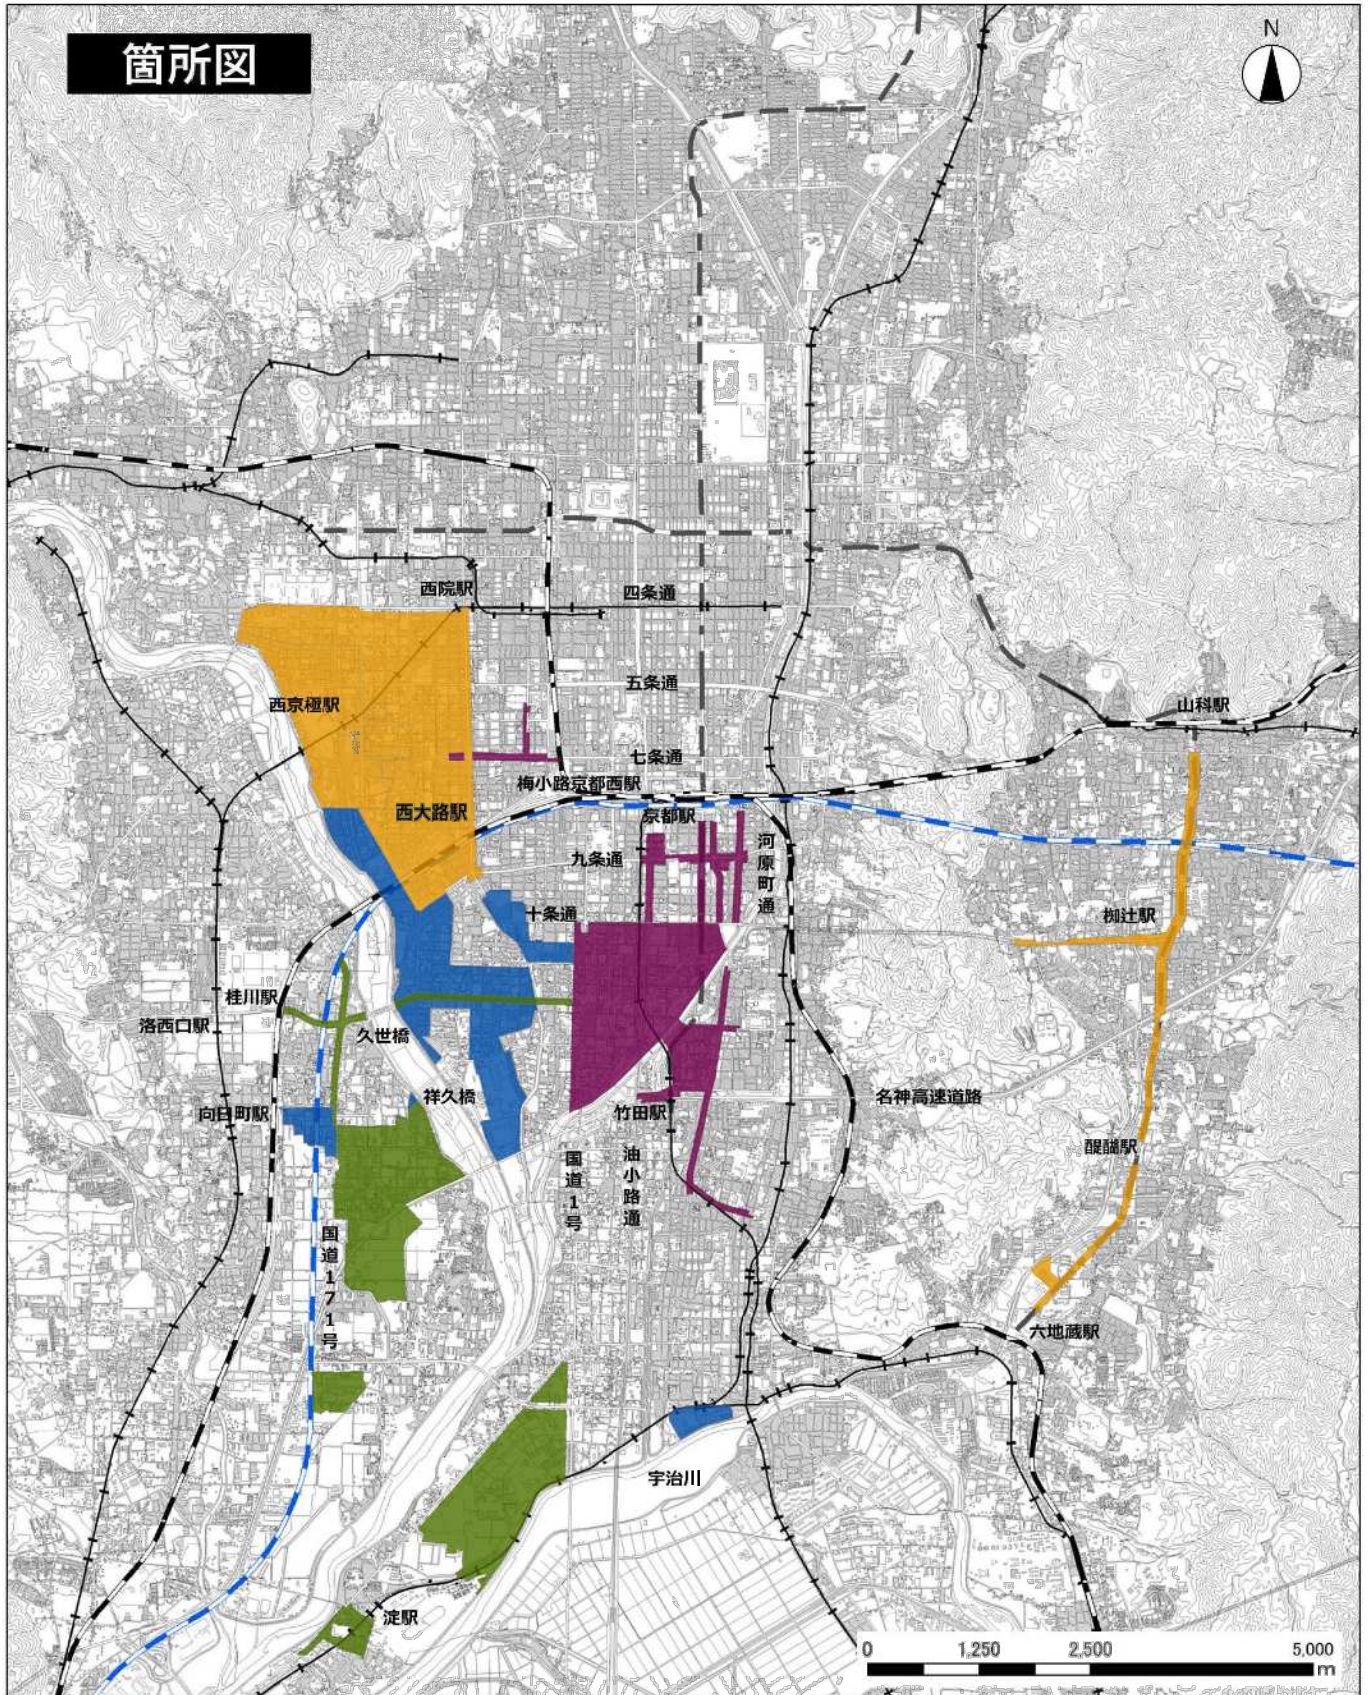 箇所図
N
西院駅
四条通
西京極駅
五条通
山科駅
七条通
梅小路京都西駅
西大路駅
京都駅
河原町通
九条通
十条通
椥辻駅
桂川駅
洛西口駅
久世橋
祥久橋
名神高速道路
向日町駅
竹田駅
醍醐駅
国道1号
油小路通
国道171号
六地蔵駅
宇治川
淀駅
0 1,250 2,500 5,000
m